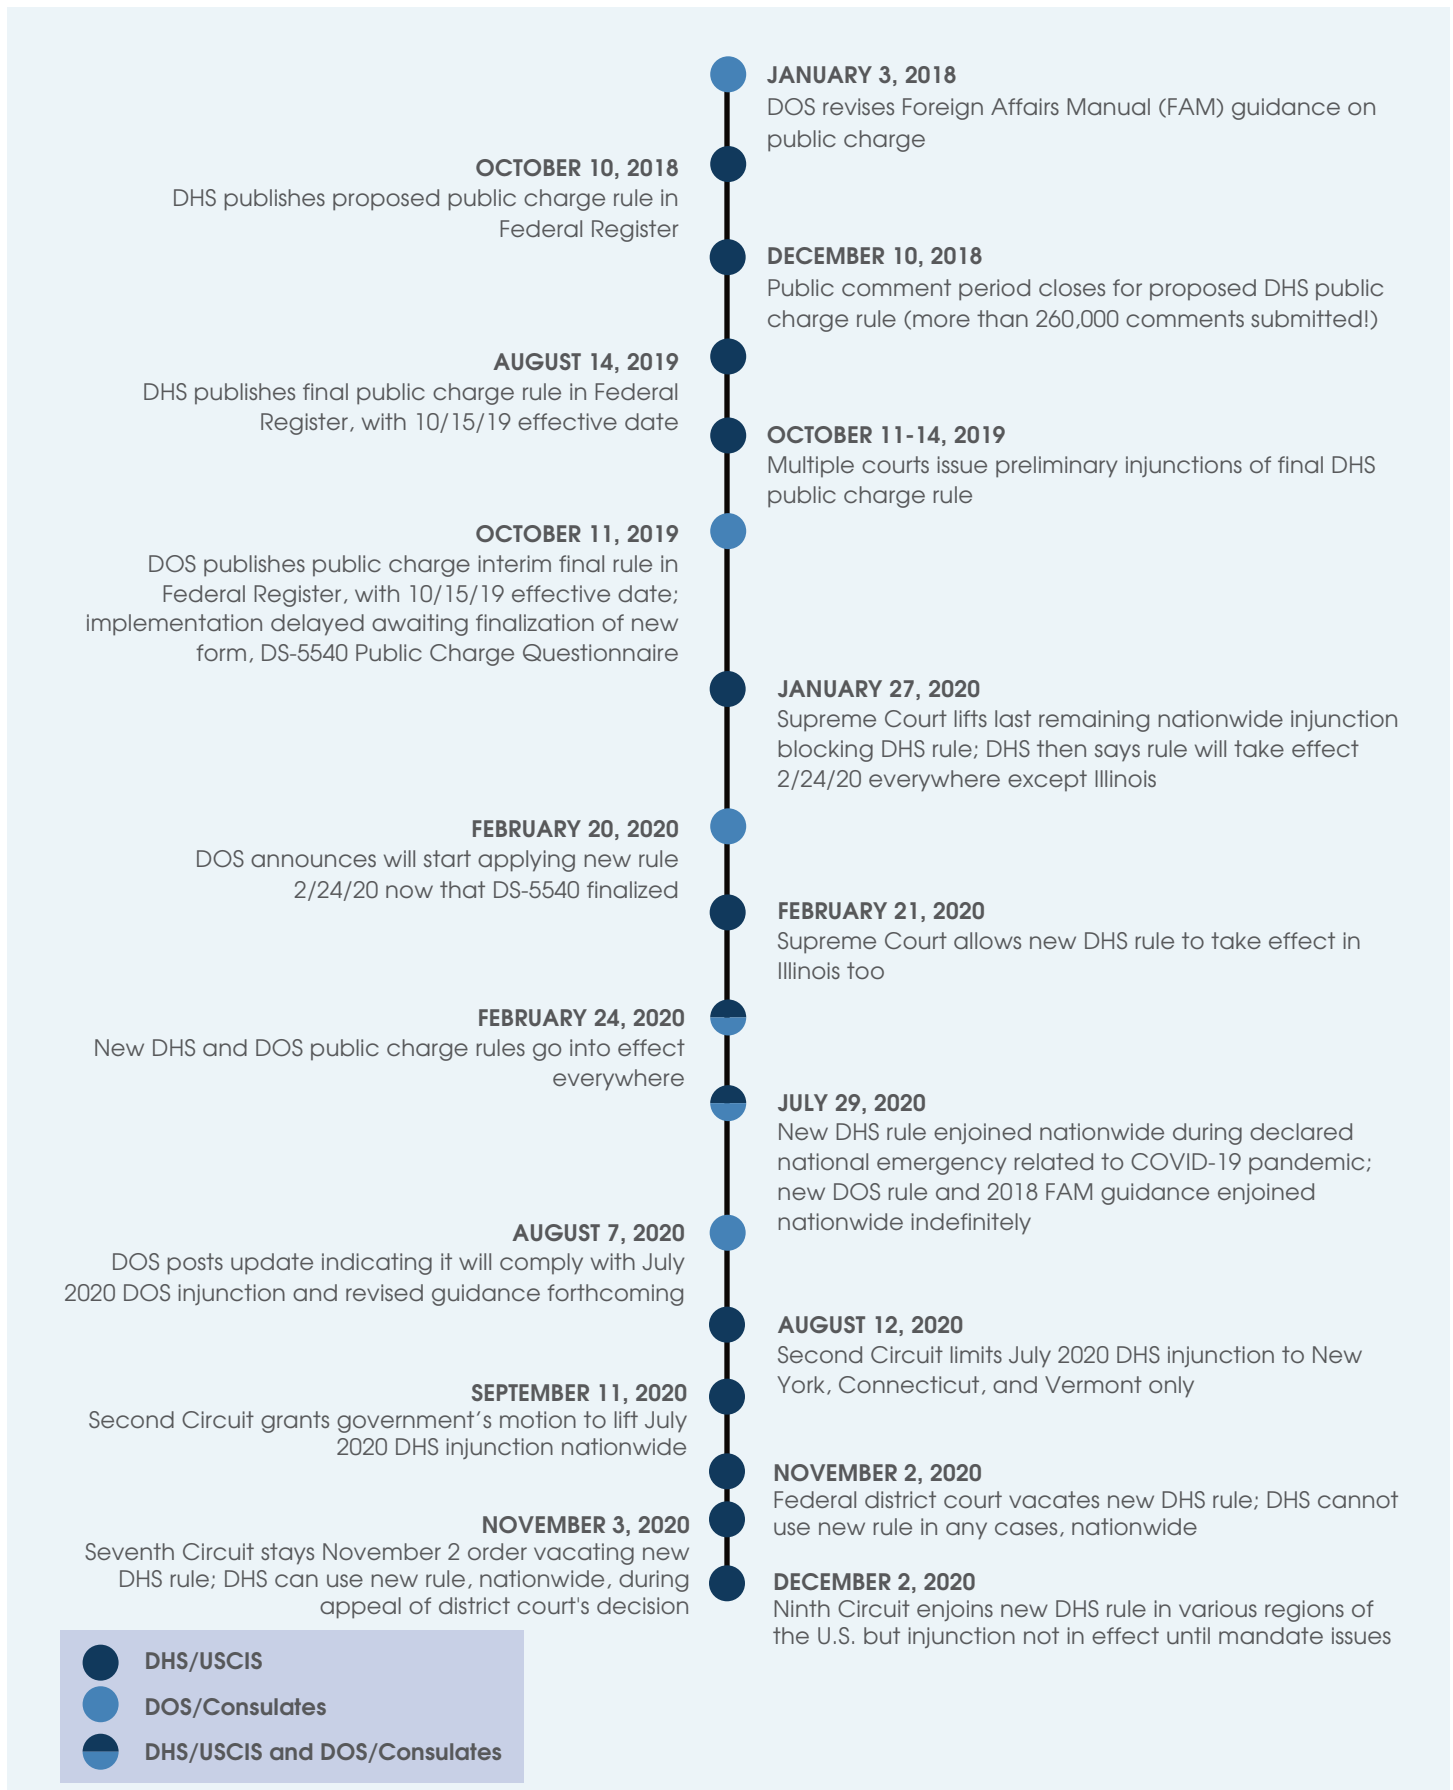 JANUARY 3, 2018
DOS revises Foreign Affairs Manual (FAM) guidance on
public charge
OCTOBER 10, 2018
DHS publishes proposed public charge rule in
Federal Register
DECEMBER 10, 2018
Public comment period closes for proposed DHS public
charge rule (more than 260,000 comments submitted!)
AUGUST 14, 2019
DHS publishes final public charge rule in Federal
Register, with 10/15/19 effective date
OCTOBER 11-14, 2019
Multiple courts issue preliminary injunctions of final DHS
public charge rule
OCTOBER 11, 2019
DOS publishes public charge interim final rule in
Federal Register, with 10/15/19 effective date;
implementation delayed awaiting finalization of new
form, DS-5540 Public Charge Questionnaire
JANUARY 27, 2020
Supreme Court lifts last remaining nationwide injunction
blocking DHS rule; DHS then says rule will take effect
2/24/20 everywhere except Illinois
FEBRUARY 20, 2020
DOS announces will start applying new rule
2/24/20 now that DS-5540 finalized
FEBRUARY 21, 2020
Supreme Court allows new DHS rule to take effect in
Illinois too
FEBRUARY 24, 2020
New DHS and DOS public charge rules go into effect
everywhere
JULY 29, 2020
New DHS rule enjoined nationwide during declared
national emergency related to COVID-19 pandemic;
new DOS rule and 2018 FAM guidance enjoined
nationwide indefinitely
AUGUST 7, 2020
DOS posts update indicating it will comply with July
2020 DOS injunction and revised guidance forthcoming
AUGUST 12, 2020
Second Circuit limits July 2020 DHS injunction to New
York, Connecticut, and Vermont only
SEPTEMBER 11, 2020
Second Circuit grants government's motion to lift July
2020 DHS injunction nationwide
NOVEMBER 2, 2020
Federal district court vacates new DHS rule; DHS cannot
use new rule in any cases, nationwide
NOVEMBER 3, 2020
Seventh Circuit stays November 2 order vacating new
DHS rule; DHS can use new rule, nationwide, during
appeal of district court's decision
DECEMBER 2, 2020
Ninth Circuit enjoins new DHS rule in various regions of
the U.S. but injunction not in effect until mandate issues
DHS/USCIS
DOS/Consulates
DHS/USCIS and DOS/Consulates